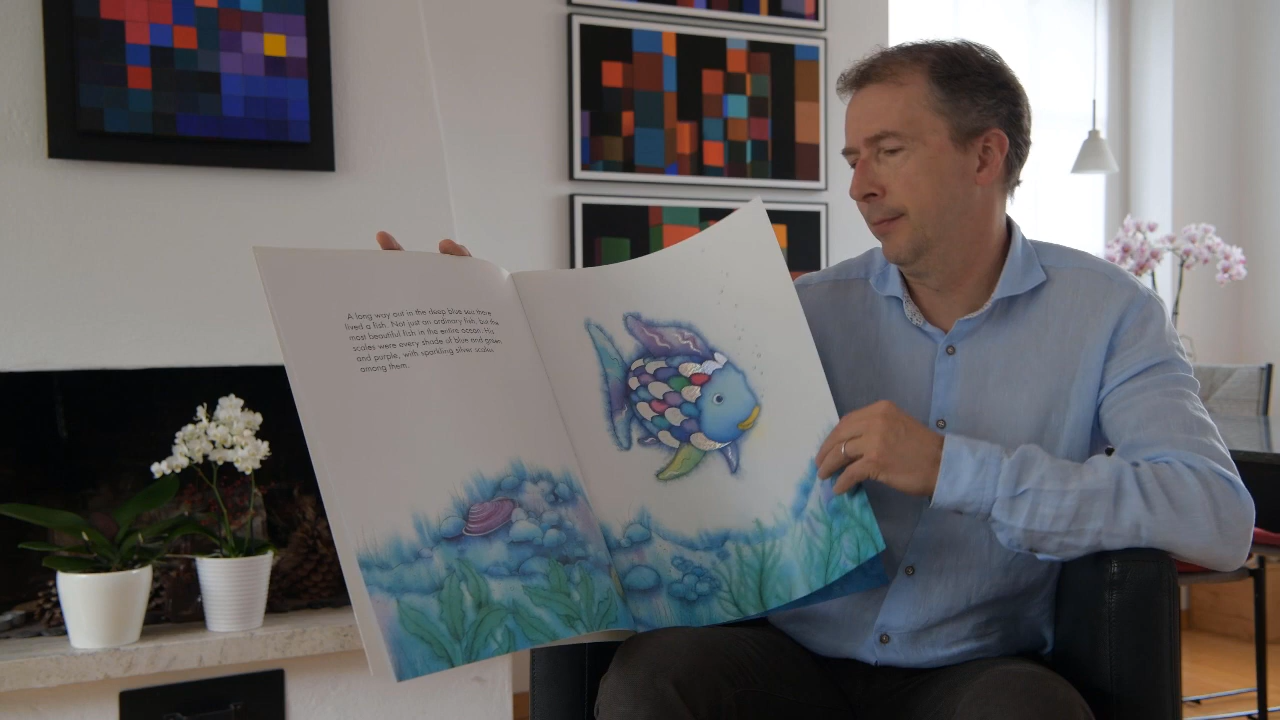 A long way out in the deep blue sea there
lived a fish. Not just an ordinary fish, but the
most beautiful fish in the entire ocean. His
scales were every shade of blue and green
and purple, with sparkling silver scales
among them.